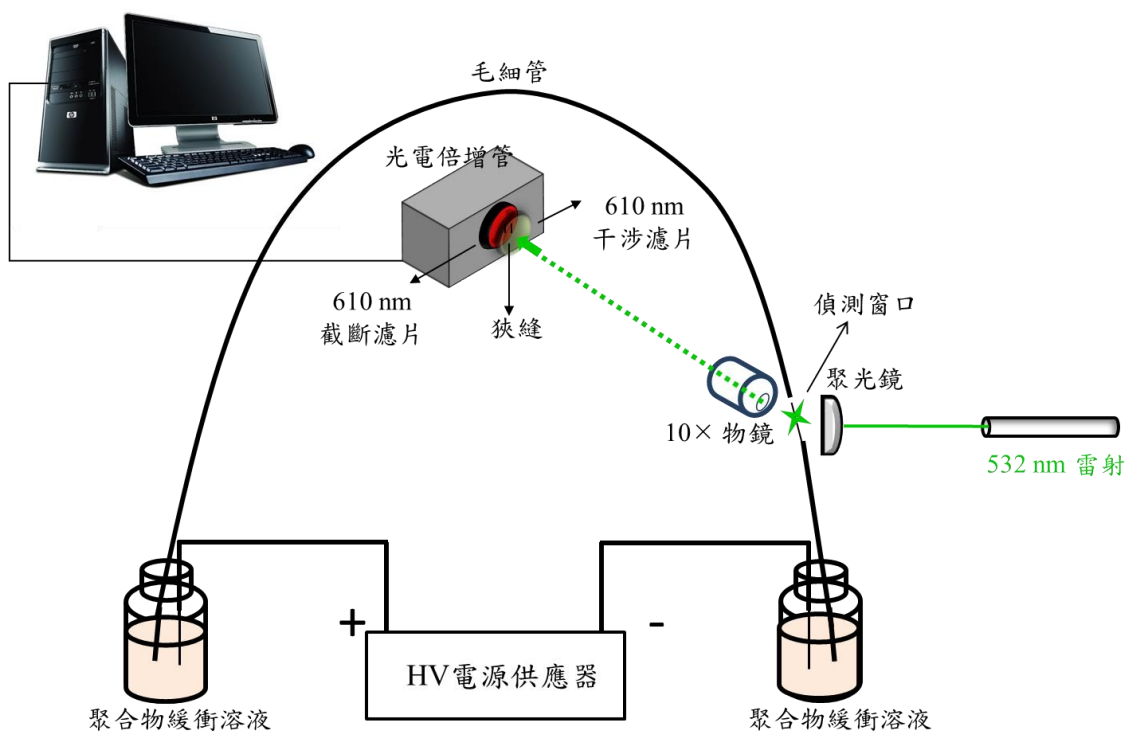 毛細管
光電倍增管
610 nm
干涉濾片
610 nm
截斷濾片
狹縫
偵測窗口
聚光鏡
10× 物鏡
532 nm 雷射
+
-
HV電源供應器
聚合物緩衝溶液
聚合物緩衝溶液